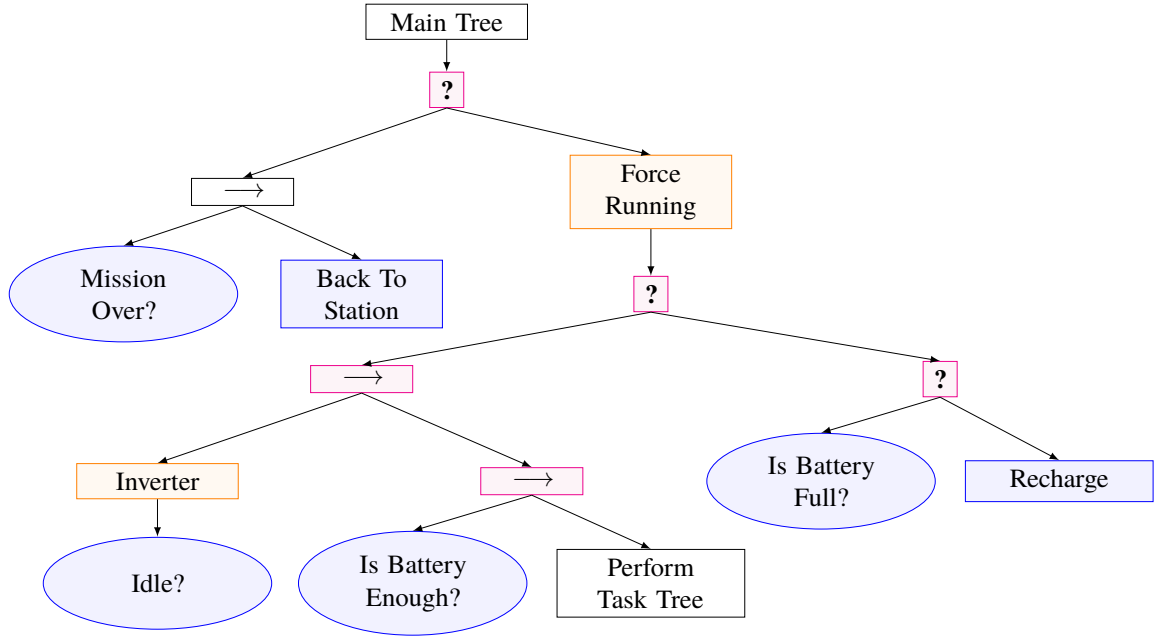 Main Tree
?
⟶
Force
Running
Mission
Over?
Back To
Station
?
⟶
?
Inverter
⟶
Is Battery
Full?
Recharge
Idle?
Is Battery
Enough?
Perform
Task Tree